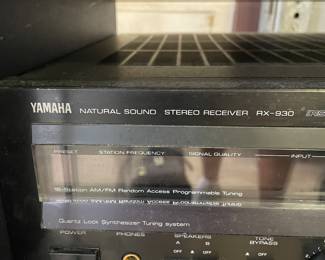 YAMAHA NATURAL SOUND STEREO RECEIVER RX-930
PRESET STATION FREQUENCY SIGNAL QUALITY INPUT
16-Station AM/FM Random Access Programmable Tuning
Quartz Lock Synthesizer Tuning system
POWER PHONES SPEAKERS TONE
A B BYPASS
OFF